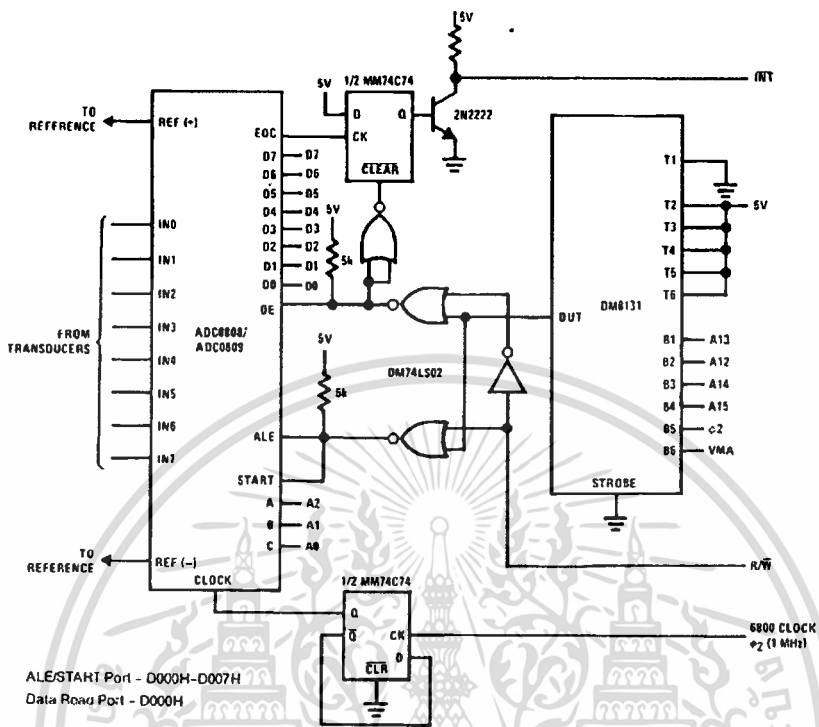 5V
1/2 MM74C74
5V
D
Q
CK
CLEAR
2N2222
INT
TO
REFERENCE
REF (+)
EOC
D7
D7
D6
D6
D5
D5
D4
D4
D3
D3
D2
D2
D1
D1
D0
D0
OE
5V
5k
IN0
IN1
IN2
IN3
IN4
IN5
IN6
IN7
FROM
TRANSDUCERS
ADC0808/
ADC0809
DM74LS02
5V
5k
ALE
START
A
A2
B
A1
C
A0
TO
REFERENCE
REF (-)
CLOCK
T1
T2
5V
T3
T4
T5
T6
DM8131
OUT
B1
A13
B2
A12
B3
A14
B4
A15
B5
φ2
B6
VMA
STROBE
R/W
1/2 MM74C74
Q
Q
CK
D
CLR
6800 CLOCK
φ2 (1 MHz)
ALE/START Port - D000H-D007H
Data Road Port - D000H